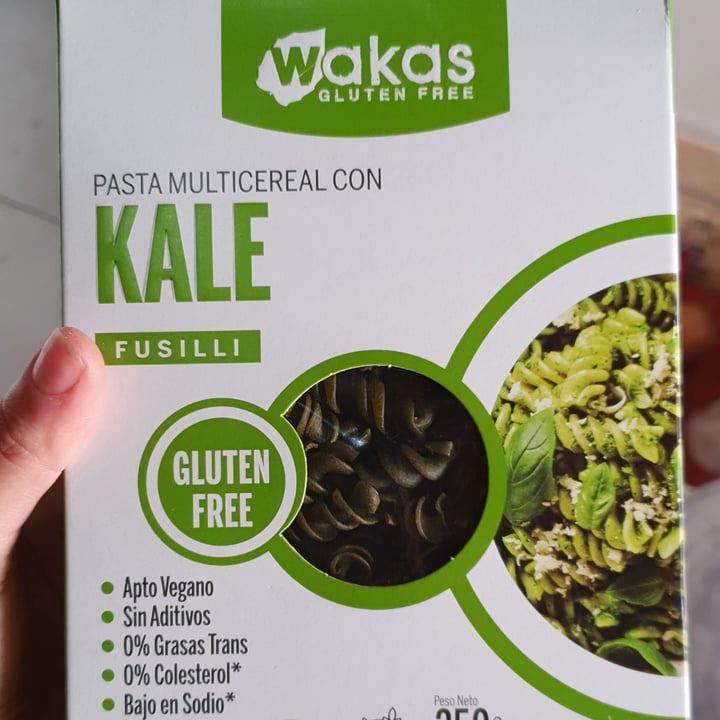 wakas
GLUTEN FREE
PASTA MULTICEREAL CON
KALE
FUSILLI
GLUTEN
FREE
Apto Vegano
Sin Aditivos
0% Grasas Trans
0% Colesterol*
Bajo en Sodio*
Peso Neto